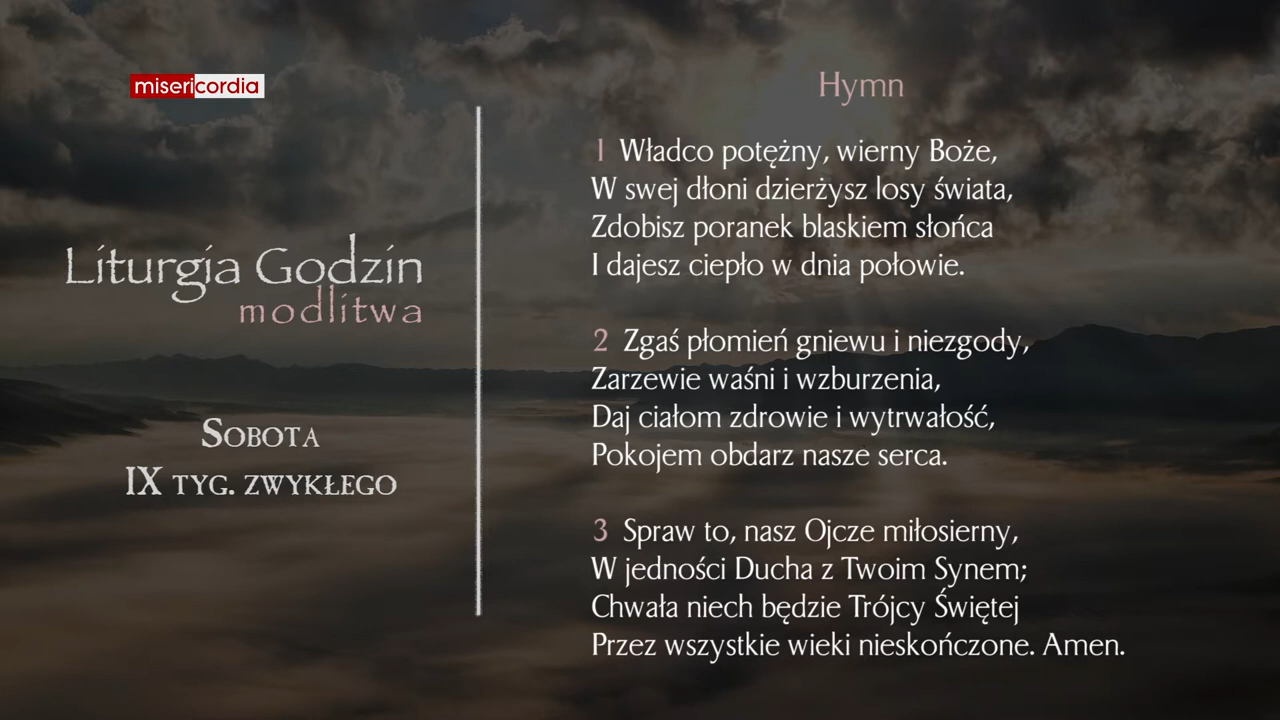 misericordia
Liturgia Godzin
modlitwa
Sobota
IX tyg. zwykłego
Hymn
1 Władco potężny, wierny Boże,
W swej dłoni dzierżysz losy świata,
Zdobisz poranek blaskiem słońca
I dajesz ciepło w dnia połowie.
2 Zgaś płomień gniewu i niezgody,
Zarzewie waśni i wzburzenia,
Daj ciałom zdrowie i wytrwałość,
Pokojem obdarz nasze serca.
3 Spraw to, nasz Ojcze miłosierny,
W jedności Ducha z Twoim Synem;
Chwała niech będzie Trójcy Świętej
Przez wszystkie wieki nieskończone. Amen.